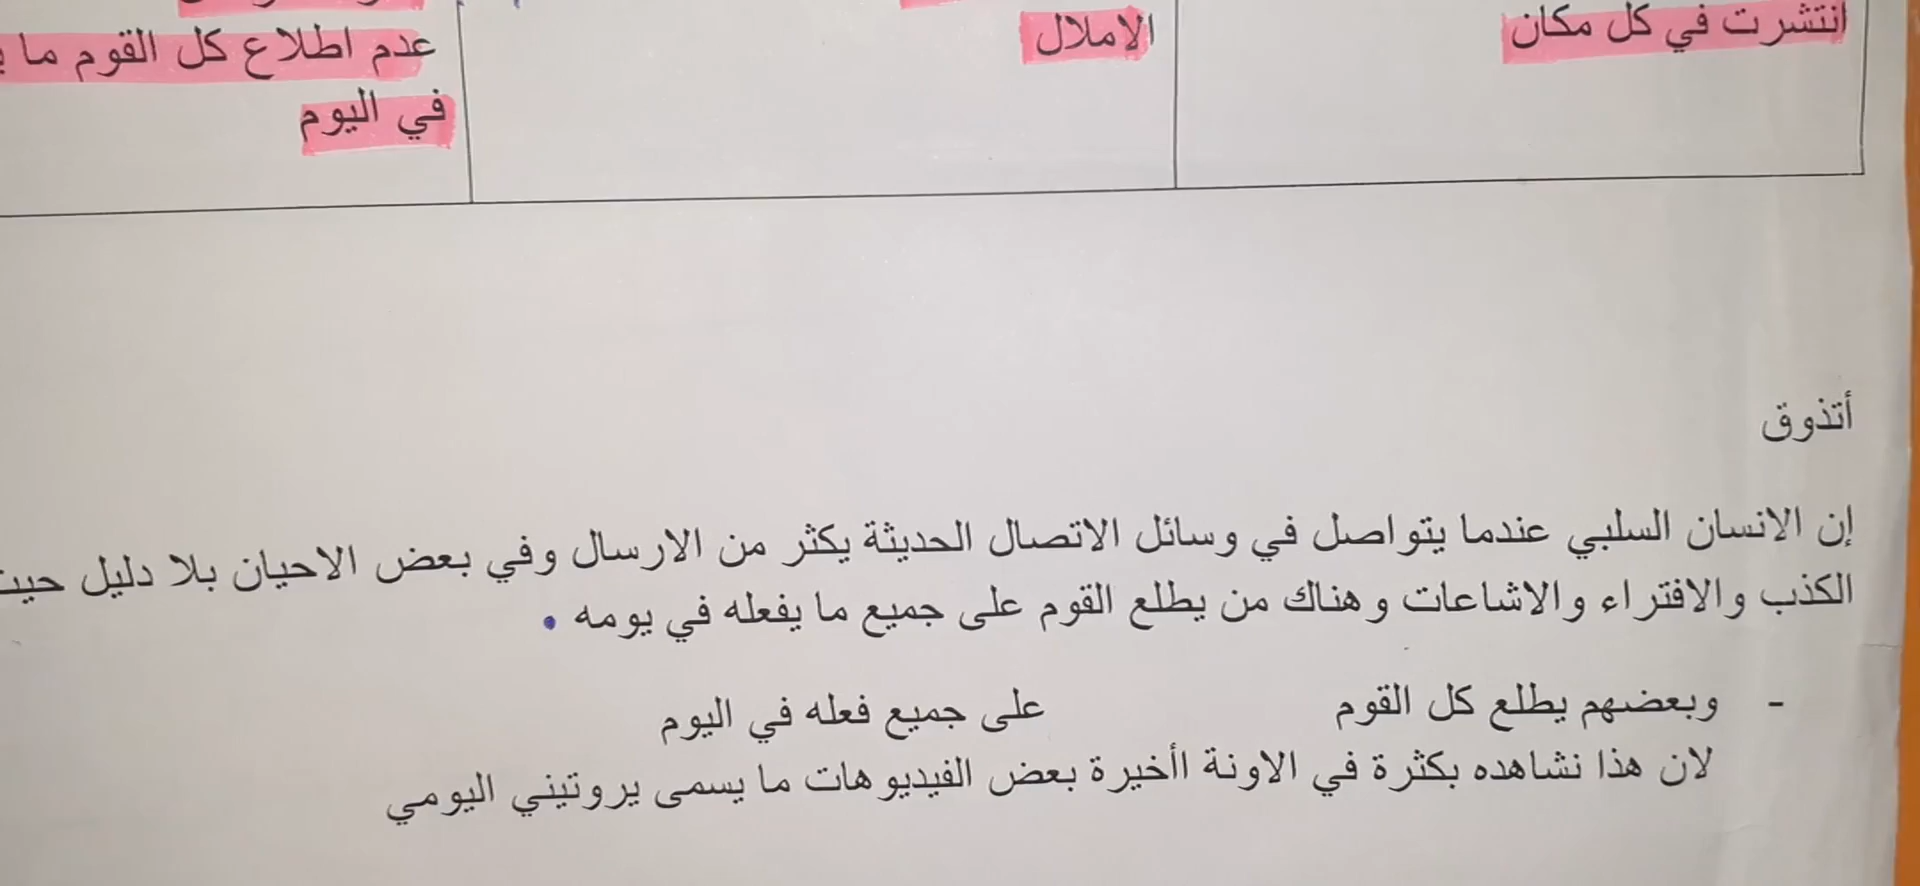 انتشرت في كل مكان
الاملال
عدم اطلاع كل القوم ما
في اليوم
أتذوق
إن الانسان السلبي عندما يتواصل في وسائل الاتصال الحديثة يكثر من الارسال وفي بعض الاحيان بلا دليل
الكذب والافتراء والاشاعات وهناك من يطلع القوم على جميع ما يفعله في يومه .
- وبعضهم يطلع كل القوم على جميع فعله في اليوم
لان هذا نشاهده بكثرة في الاونة اأخيرة بعض الفيديوهات ما يسمى يروتيني اليومي